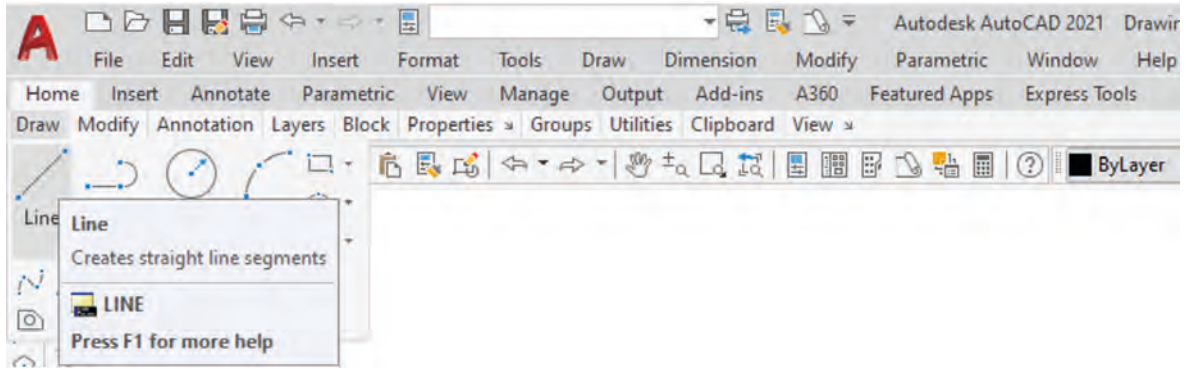 Autodesk AutoCAD 2021 Drawin
File Edit View Insert Format Tools Draw Dimension Modify Parametric Window Help
Home Insert Annotate Parametric View Manage Output Add-ins A360 Featured Apps Express Tools
Draw Modify Annotation Layers Block Properties Groups Utilities Clipboard View
ByLayer
Line
Line
Creates straight line segments
LINE
Press F1 for more help